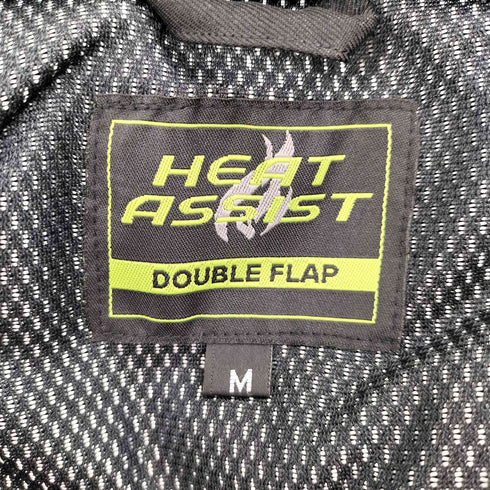 HEAT
ASSIST
DOUBLE FLAP
M